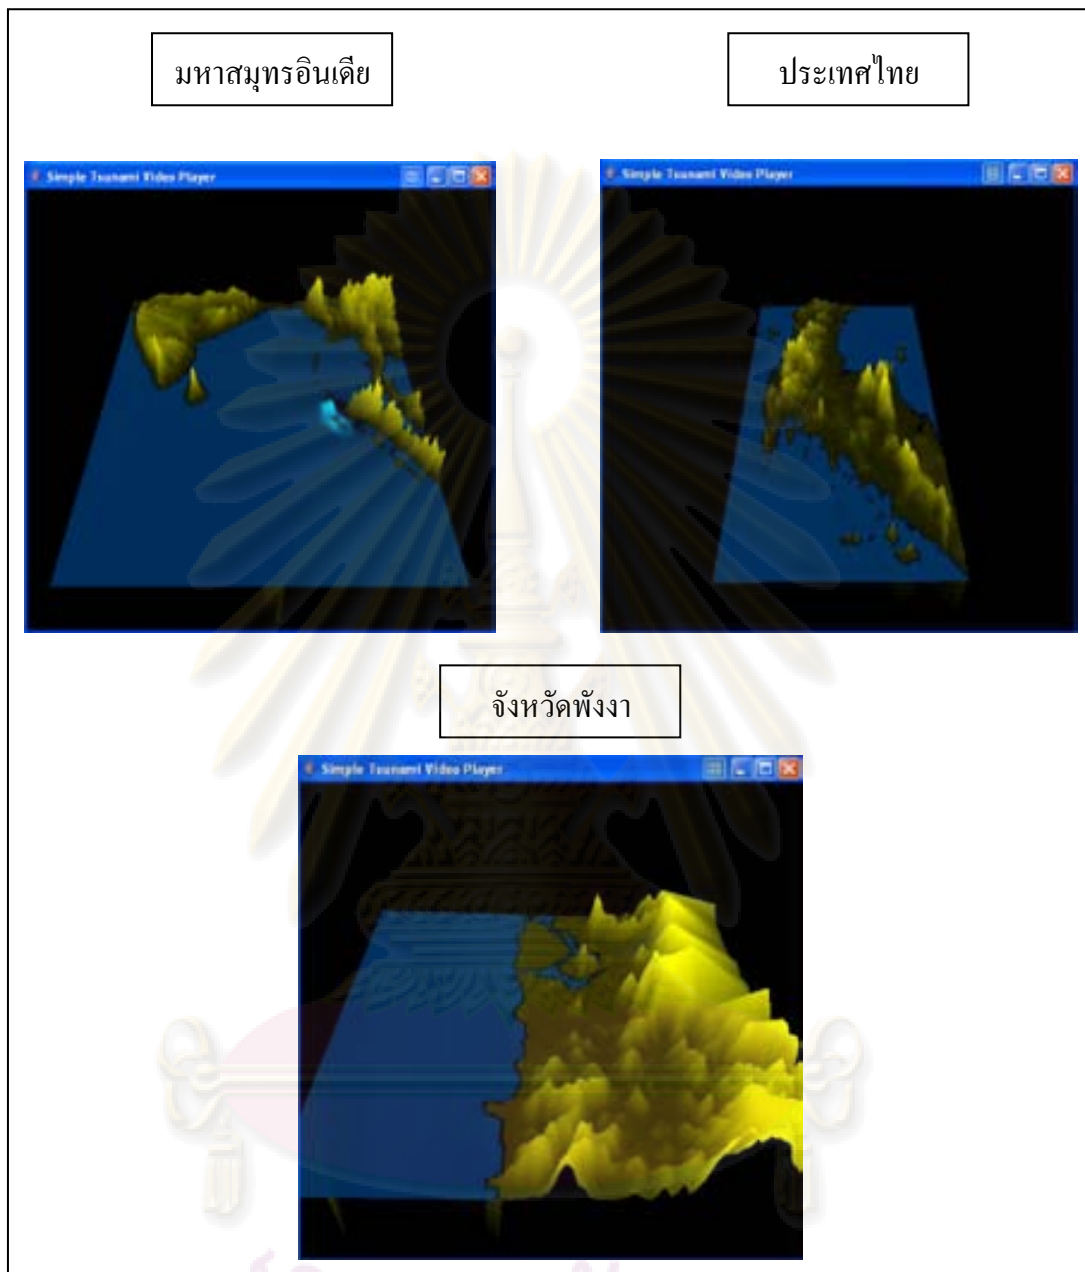 มหาสมุทรอินเดีย
ประเทศไทย
Simple Tsunami Video Player
Simple Tsunami Video Player
จังหวัดพังงา
Simple Tsunami Video Player